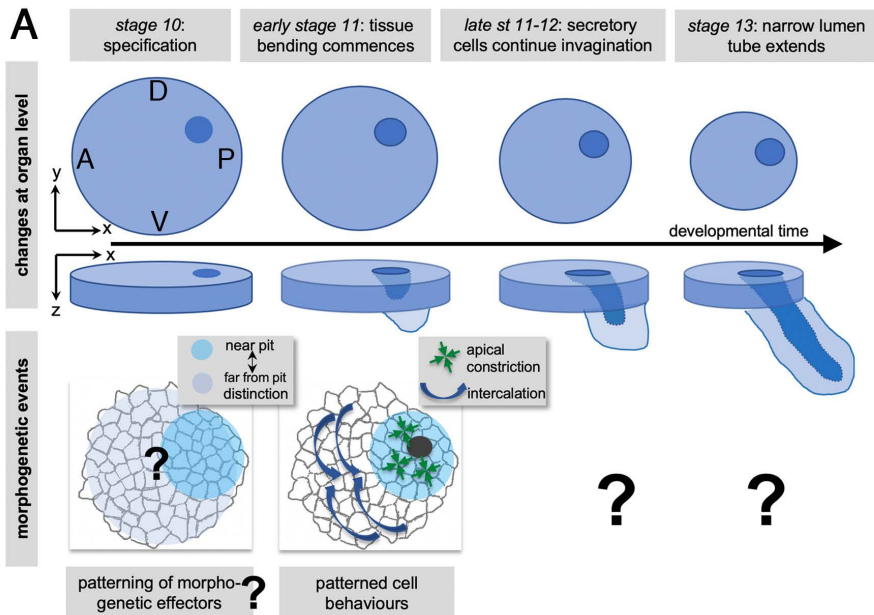 A
stage 10:
specification
early stage 11: tissue
bending commences
late st 11-12: secretory
cells continue invagination
stage 13: narrow lumen
tube extends
changes at organ level
D
A
P
V
y
x
developmental time
x
z
morphogenetic events
near pit
far from pit
distinction
apical
constriction
intercalation
?
?
?
patterning of morpho-
genetic effectors
?
patterned cell
behaviours